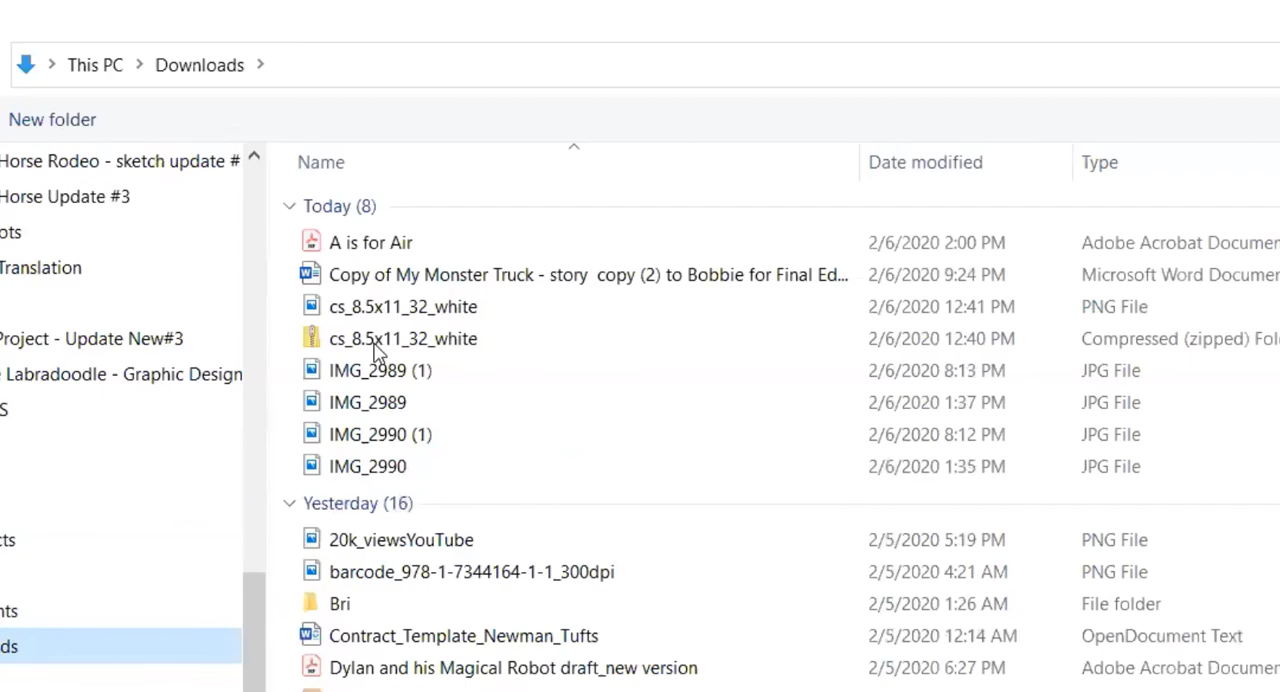 This PC > Downloads >
New folder
Horse Rodeo - sketch update #
Name Date modified Type
Horse Update #3
Today (8)
ots
A is for Air 2/6/2020 2:00 PM Adobe Acrobat Documen
Translation
Copy of My Monster Truck - story copy (2) to Bobbie for Final Ed... 2/6/2020 9:24 PM Microsoft Word Documen
cs_8.5x11_32_white 2/6/2020 12:41 PM PNG File
Project - Update New#3
cs_8.5x11_32_white 2/6/2020 12:40 PM Compressed (zipped) Fol
Labradoodle - Graphic Design
IMG_2989 (1) 2/6/2020 8:13 PM JPG File
S
IMG_2989 2/6/2020 1:37 PM JPG File
IMG_2990 (1) 2/6/2020 8:12 PM JPG File
IMG_2990 2/6/2020 1:35 PM JPG File
Yesterday (16)
cts
20k_viewsYouTube 2/5/2020 5:19 PM PNG File
barcode_978-1-7344164-1-1_300dpi 2/5/2020 4:21 AM PNG File
nts
Bri 2/5/2020 1:26 AM File folder
ds
Contract_Template_Newman_Tufts 2/5/2020 12:14 AM OpenDocument Text
Dylan and his Magical Robot draft_new version 2/5/2020 6:27 PM Adobe Acrobat Documen